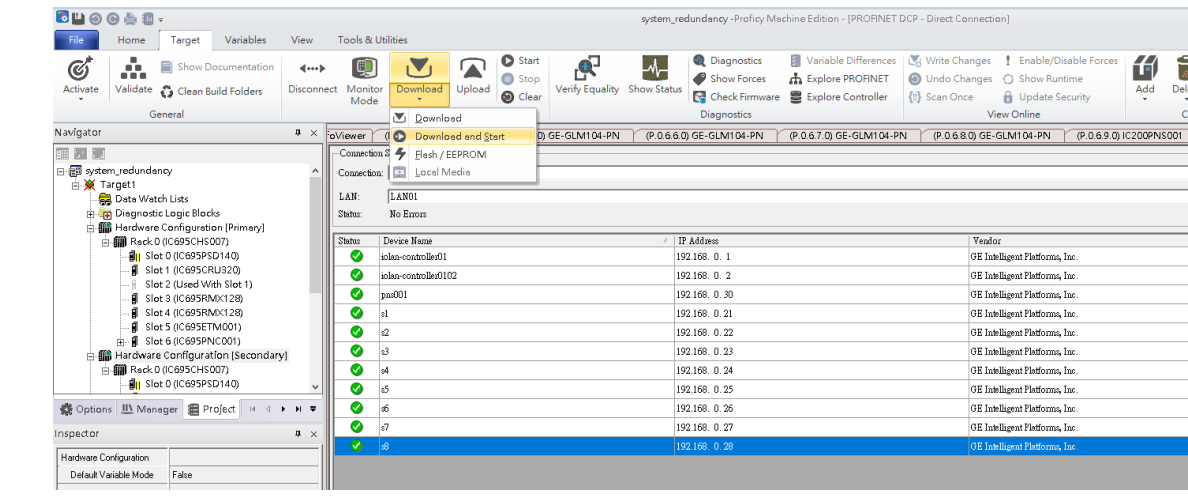 system_redundancy -Proficy Machine Edition - [PROFINET DCP - Direct Connection]
File Home Target Variables View Tools & Utilities
Activate Validate Show Documentation Clean Build Folders Disconnect Monitor Mode Download Upload Start Stop Clear Verify Equality Show Status Diagnostics Show Forces Check Firmware Variable Differences Explore PROFINET Explore Controller Write Changes Undo Changes Scan Once Enable/Disable Forces Show Runtime Update Security Add Del
General Diagnostics View Online C
Download
Download and Start
Flash / EEPROM
Local Media
Navigator
foViewer 0) GE-GLM104-PN (P.0.6.6.0) GE-GLM104-PN (P.0.6.7.0) GE-GLM104-PN (P.0.6.8.0) GE-GLM104-PN (P.0.6.9.0) IC200PNS001
system_redundancy
Target1
Data Watch Lists
Diagnostic Logic Blocks
Hardware Configuration [Primary]
Rack 0 (IC695CHS007)
Slot 0 (IC695PSD140)
Slot 1 (IC695CRU320)
Slot 2 (Used With Slot 1)
Slot 3 (IC695RMX128)
Slot 4 (IC695RMX128)
Slot 5 (IC695ETM001)
Slot 6 (IC695PNC001)
Hardware Configuration [Secondary]
Rack 0 (IC695CHS007)
Slot 0 (IC695PSD140)
Options Manager Project
Inspector
Hardware Configuration
Default Variable Mode False
Connection S
Connection:
LAN: LAN01
Status: No Errors
Status Device Name / IP Address Vendor
iolan-controller01 192.168. 0. 1 GE Intelligent Platforms, Inc.
iolan-controller0102 192.168. 0. 2 GE Intelligent Platforms, Inc.
pns001 192.168. 0. 30 GE Intelligent Platforms, Inc.
s1 192.168. 0. 21 GE Intelligent Platforms, Inc.
s2 192.168. 0. 22 GE Intelligent Platforms, Inc.
s3 192.168. 0. 23 GE Intelligent Platforms, Inc.
s4 192.168. 0. 24 GE Intelligent Platforms, Inc.
s5 192.168. 0. 25 GE Intelligent Platforms, Inc.
s6 192.168. 0. 26 GE Intelligent Platforms, Inc.
s7 192.168. 0. 27 GE Intelligent Platforms, Inc.
s8 192.168. 0. 28 GE Intelligent Platforms, Inc.